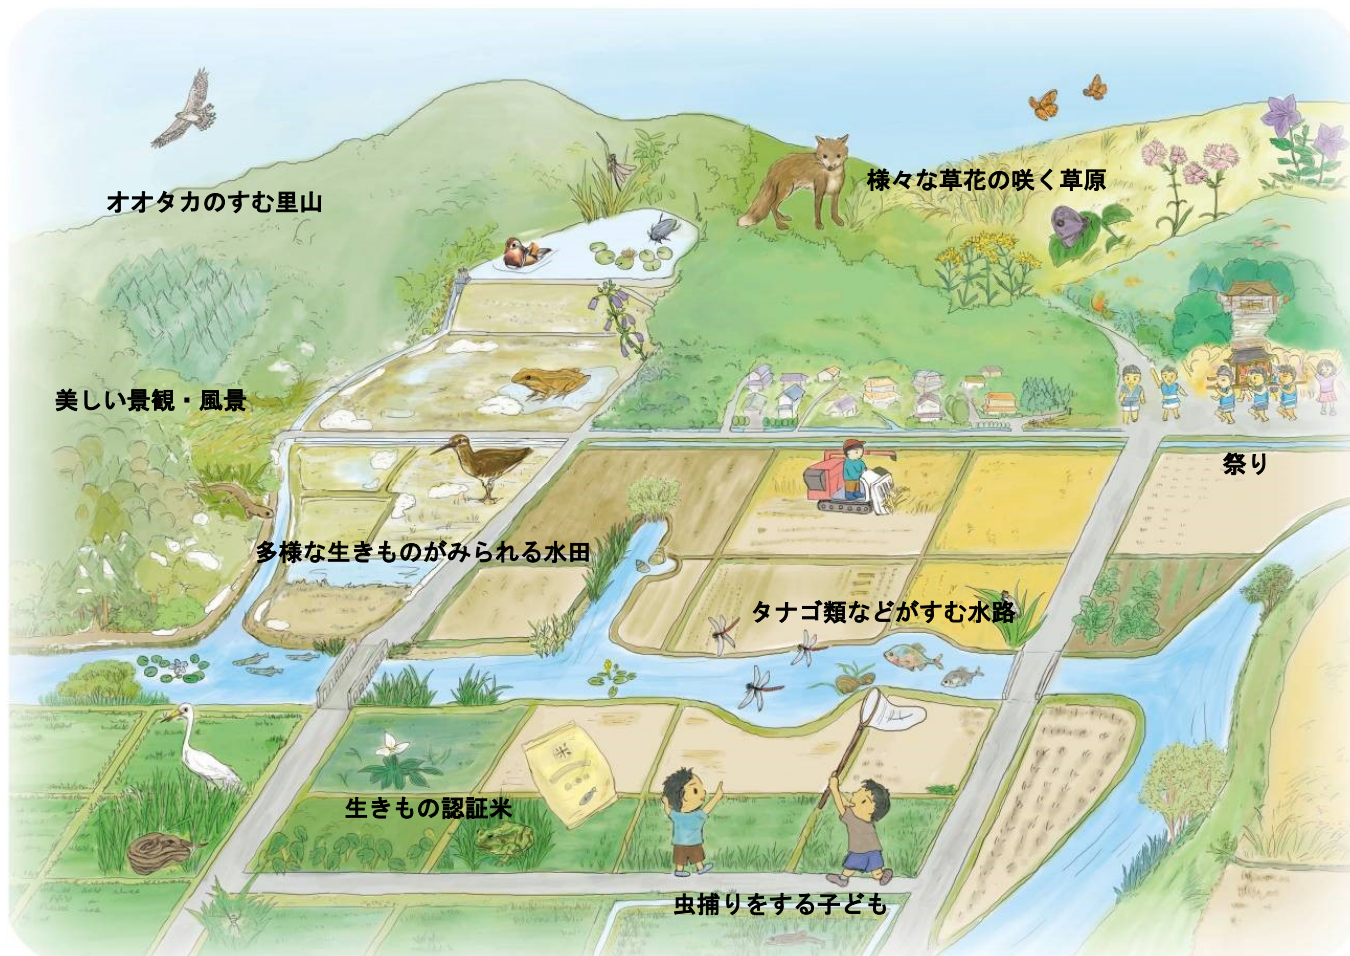 オオタカのすむ里山
様々な草花の咲く草原
美しい景観・風景
祭り
多様な生きものがみられる水田
タナゴ類などがすむ水路
米
生きもの認証米
虫捕りをする子ども